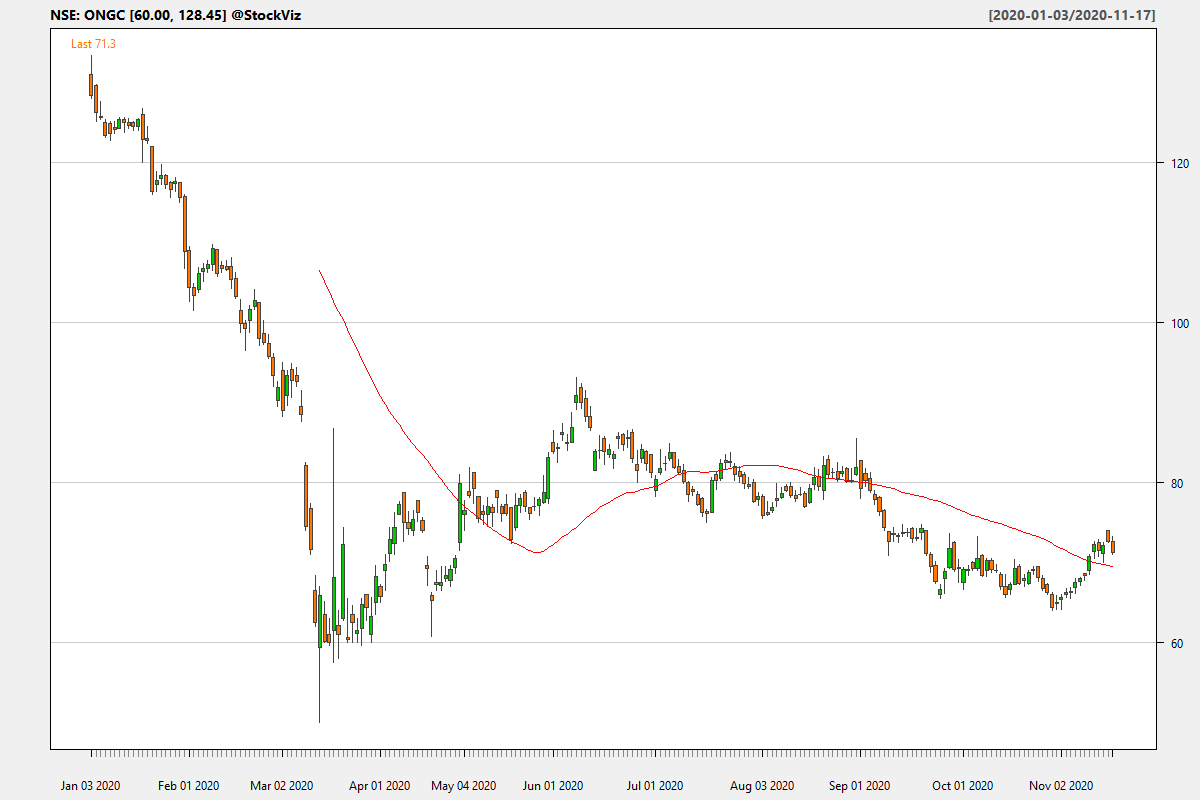 NSE: ONGC [60.00, 128.45] @StockViz
[2020-01-03/2020-11-17]
Last 71.3
120
100
80
60
Jan 03 2020 Feb 01 2020 Mar 02 2020 Apr 01 2020 May 04 2020 Jun 01 2020 Jul 01 2020 Aug 03 2020 Sep 01 2020 Oct 01 2020 Nov 02 2020